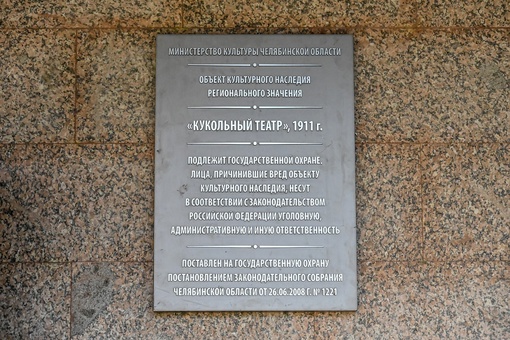 МИНИСТЕРСТВО КУЛЬТУРЫ ЧЕЛЯБИНСКОЙ ОБЛАСТИ
ОБЪЕКТ КУЛЬТУРНОГО НАСЛЕДИЯ
РЕГИОНАЛЬНОГО ЗНАЧЕНИЯ
«КУКОЛЬНЫЙ ТЕАТР», 1911 г.
ПОДЛЕЖИТ ГОСУДАРСТВЕННОЙ ОХРАНЕ.
ЛИЦА, ПРИЧИНИВШИЕ ВРЕД ОБЪЕКТУ
КУЛЬТУРНОГО НАСЛЕДИЯ, НЕСУТ
В СООТВЕТСТВИИ С ЗАКОНОДАТЕЛЬСТВОМ
РОССИЙСКОЙ ФЕДЕРАЦИИ УГОЛОВНУЮ,
АДМИНИСТРАТИВНУЮ И ИНУЮ ОТВЕТСТВЕННОСТЬ
ПОСТАВЛЕН НА ГОСУДАРСТВЕННУЮ ОХРАНУ
ПОСТАНОВЛЕНИЕМ ЗАКОНОДАТЕЛЬНОГО СОБРАНИЯ
ЧЕЛЯБИНСКОЙ ОБЛАСТИ ОТ 26.06.2008 Г. № 1221